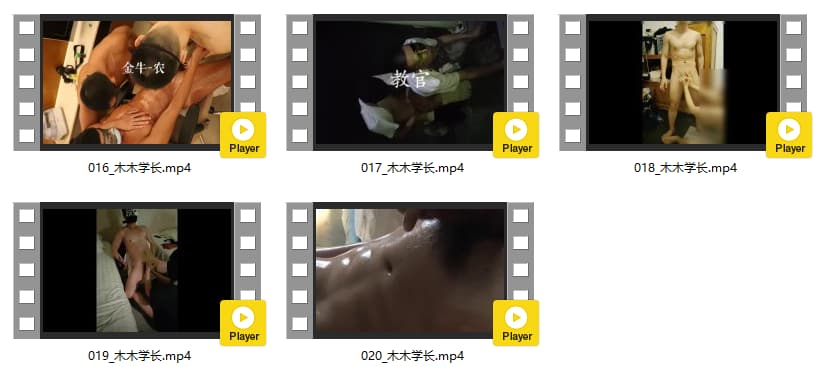 金牛-农
教官
Player
Player
Player
016_木木学长.mp4
017_木木学长.mp4
018_木木学长.mp4
Player
Player
019_木木学长.mp4
020_木木学长.mp4